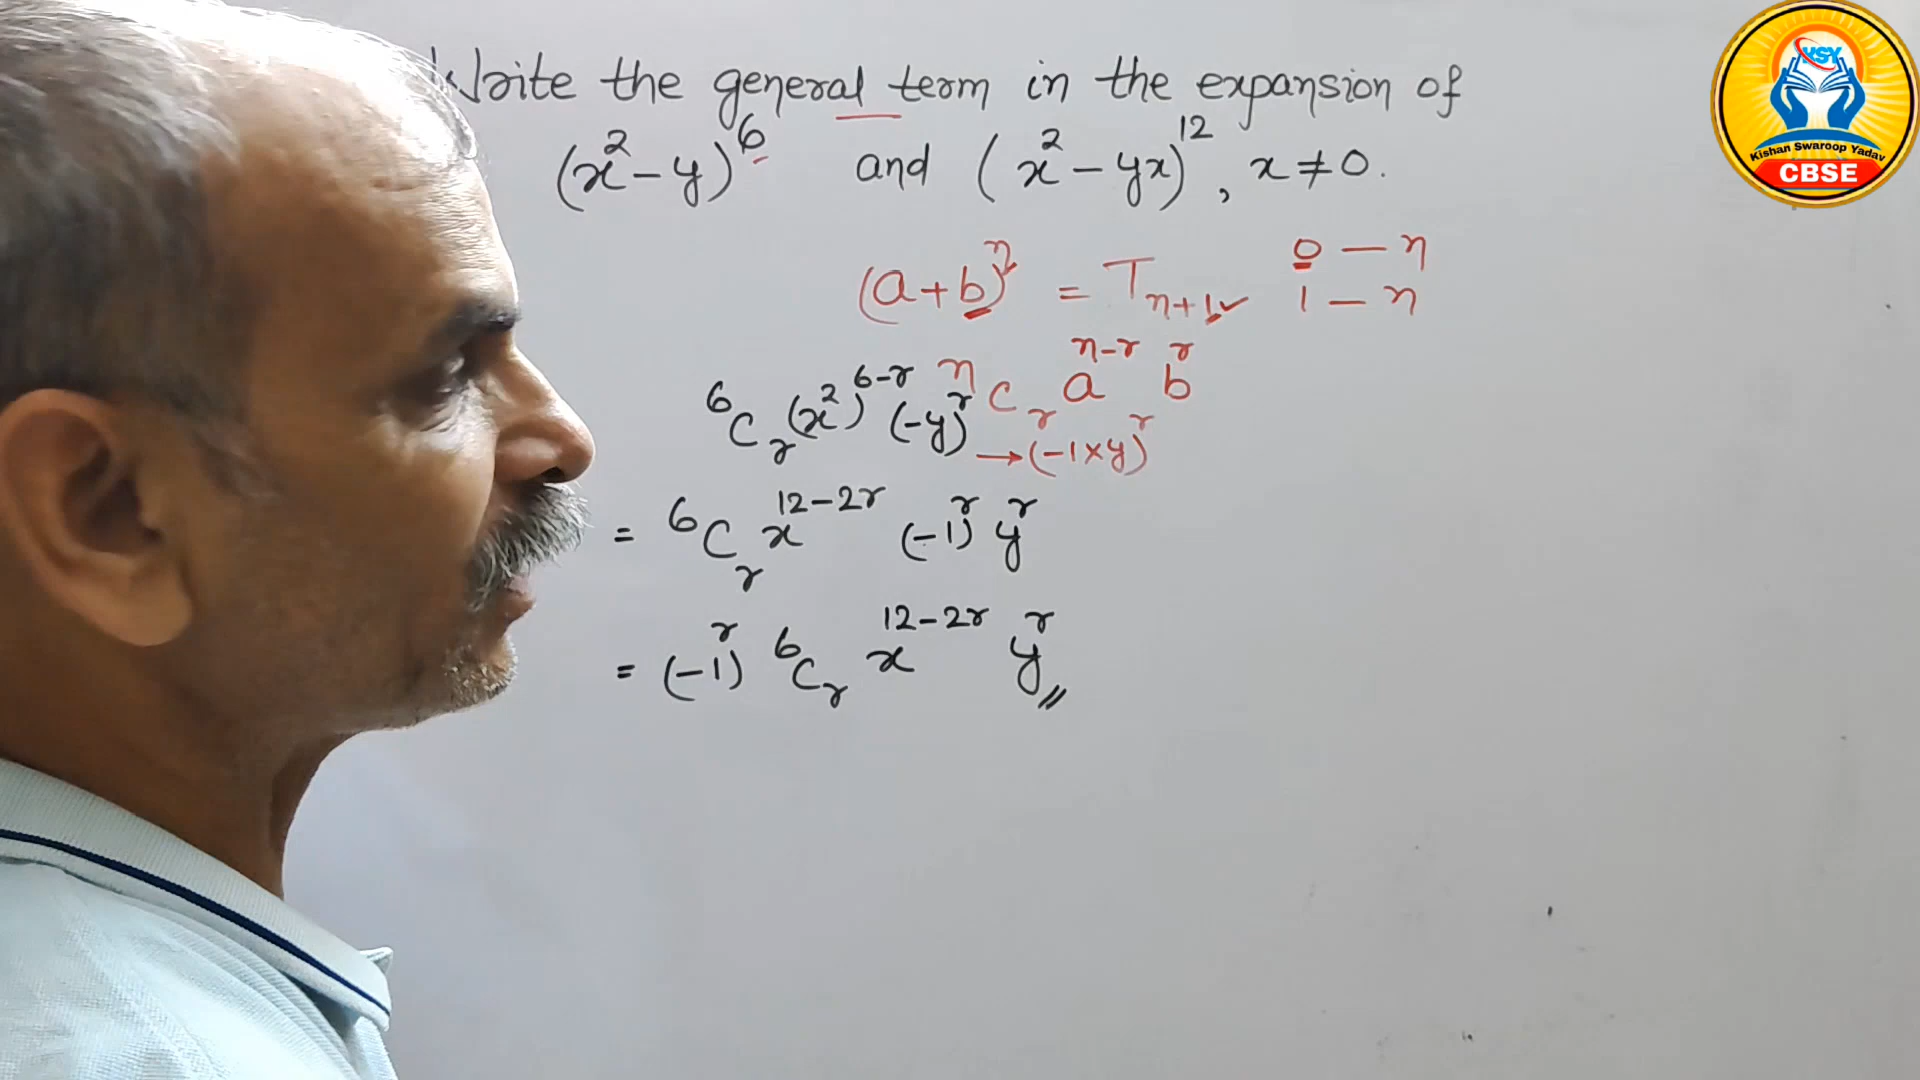 Write the general term in the expansion of
(x²-y)⁶ and (x²-yx)¹², x≠0.
(a+b)ⁿ = Tₙ₊₁ 0 — n
1 — n
ⁿCᵣ aⁿ⁻ʳ bʳ
⁶Cᵣ (x²)⁶⁻ʳ (-y)ʳ → (-1×y)ʳ
= ⁶Cᵣ x¹²⁻²ʳ (-1)ʳ yʳ
= (-1)ʳ ⁶Cᵣ x¹²⁻²ʳ yʳ
KSY
Kishan Swaroop Yadav
CBSE